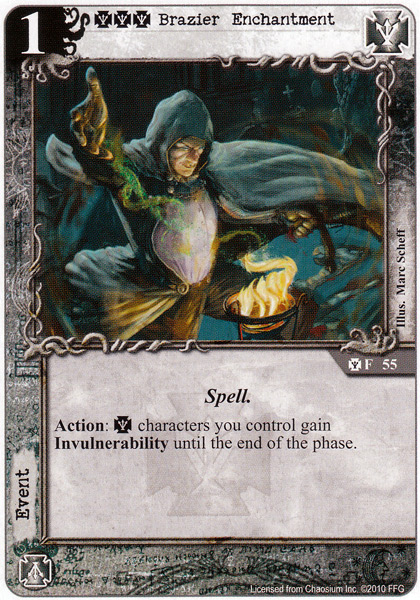 1 Brazier Enchantment
Illus. Marc Scheff
F 55
Spell.
Action: characters you control gain
Invulnerability until the end of the phase.
Event
Licensed from Chaosium Inc. ©2010 FFG